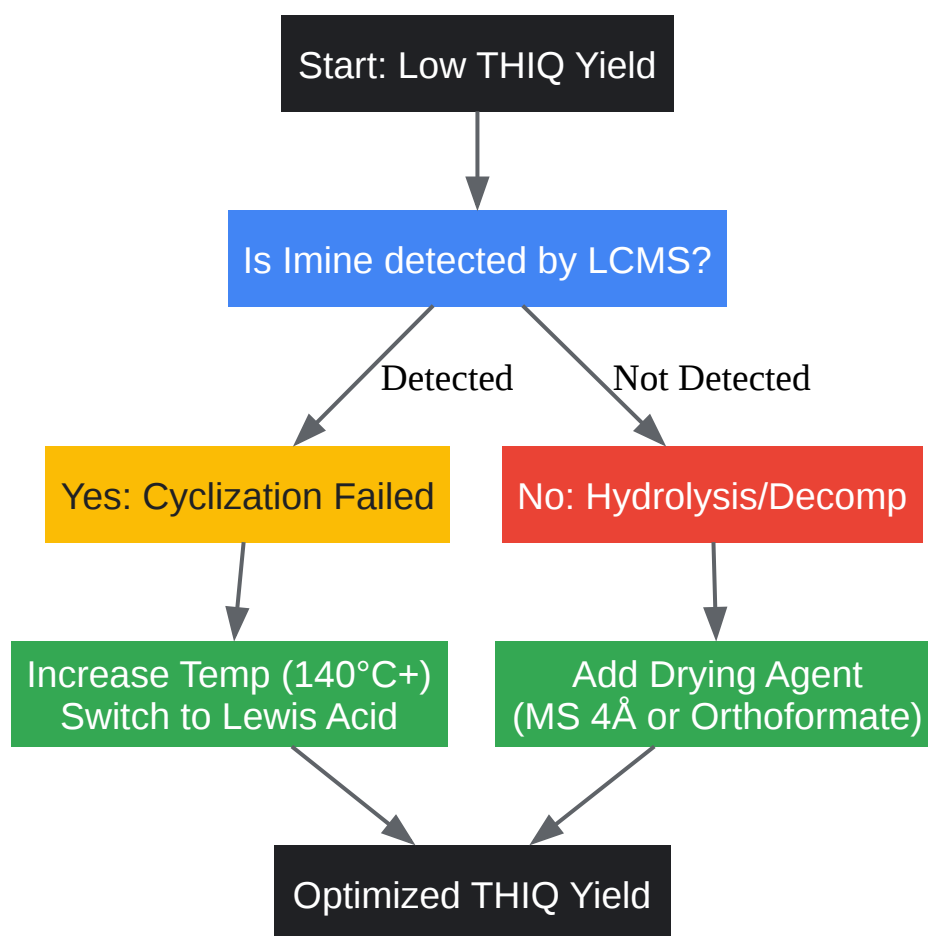 Start: Low THIQ Yield
Is Imine detected by LCMS?
Detected
Not Detected
Yes: Cyclization Failed
No: Hydrolysis/Decomp
Increase Temp (140°C+)
Switch to Lewis Acid
Add Drying Agent
(MS 4Å or Orthoformate)
Optimized THIQ Yield